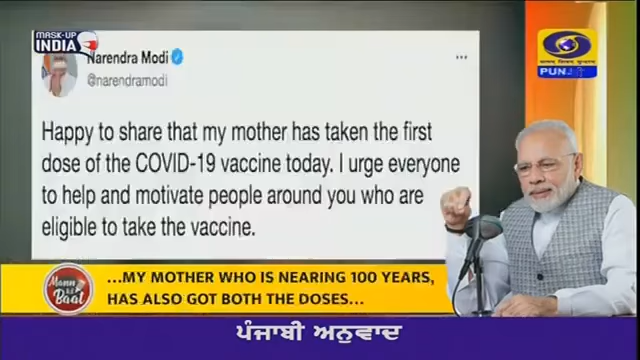 MASK-UP
INDIA
Narendra Modi
@narendramodi
Happy to share that my mother has taken the first
dose of the COVID-19 vaccine today. I urge everyone
to help and motivate people around you who are
eligible to take the vaccine.
PUNJABI
Mann
Baat
...MY MOTHER WHO IS NEARING 100 YEARS,
HAS ALSO GOT BOTH THE DOSES...
ਪੰਜਾਬੀ ਅਨੁਵਾਦ